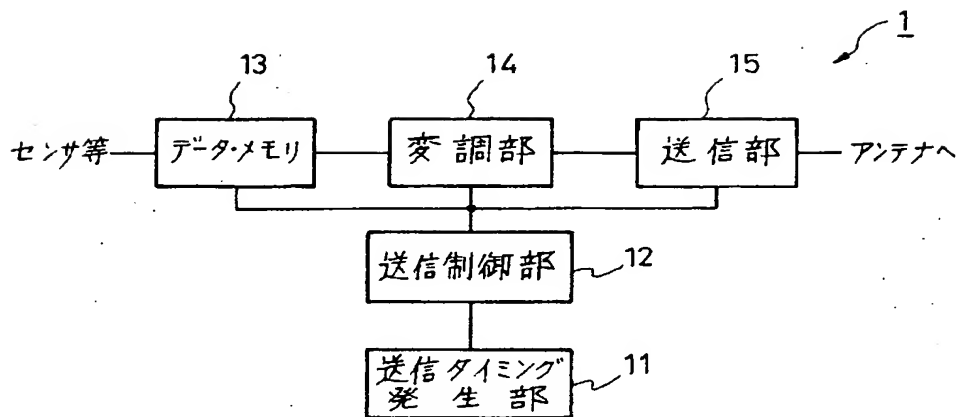 1
13
14
15
センサ等
データ・メモリ
変調部
送信部
アンテナへ
送信制御部
12
送信タイミング
発生部
11